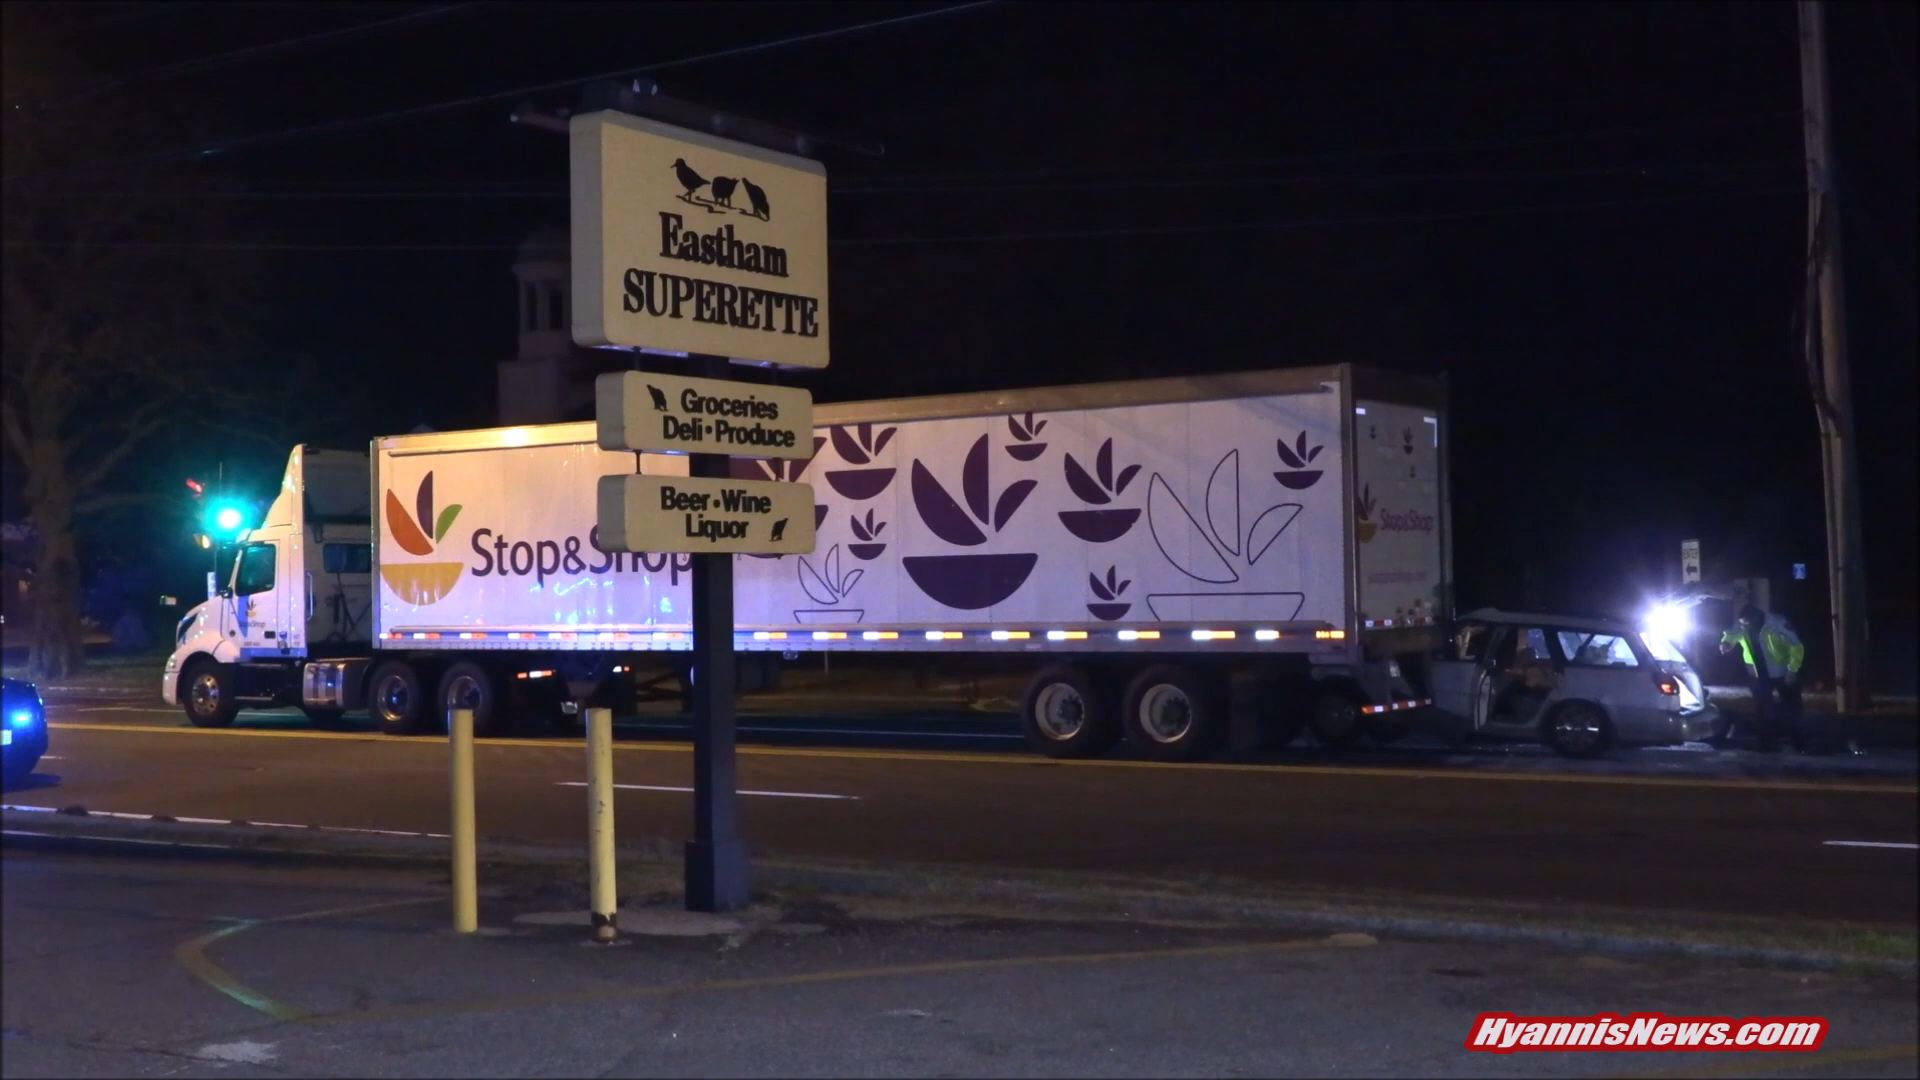 Eastham
SUPERETTE
Groceries
Deli • Produce
Beer • Wine
Liquor
Stop&Shop
Stop&Shop
HyannisNews.com